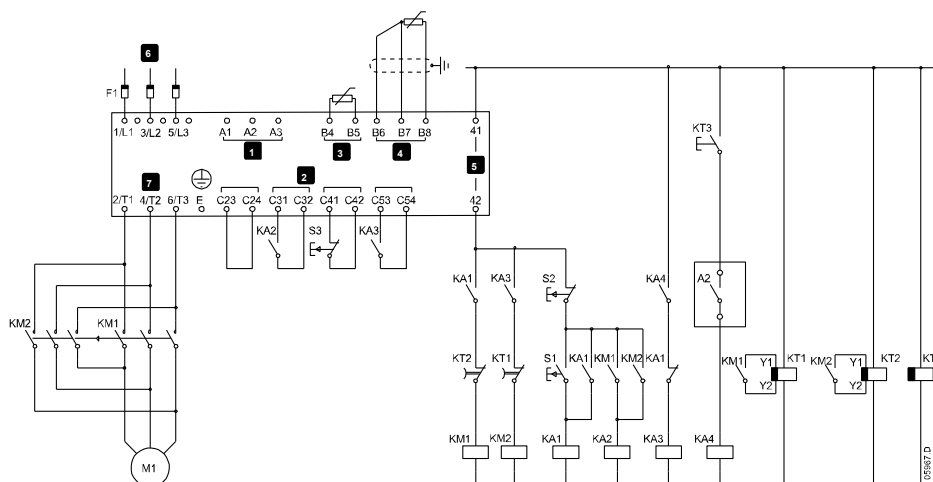 6
F1
1/L1 3/L2 5/L3 A1 A2 A3 B4 B5 B6 B7 B8 41
1 3 4 5
KT3
7 2
2/T1 4/T2 6/T3 E C23 C24 C31 C32 C41 C42 C53 C54 42
KA2 S3 KA3
KA1 KA3 S2 KA4 A2
KM2 KM1
KT2 KT1 S1 KA1 KM1 KM2 KA1 KM1 Y1 KT1 KM2 Y1 KT2 KT
Y2 Y2
KM1 KM2 KA1 KA2 KA3 KA4
M1
05967.D